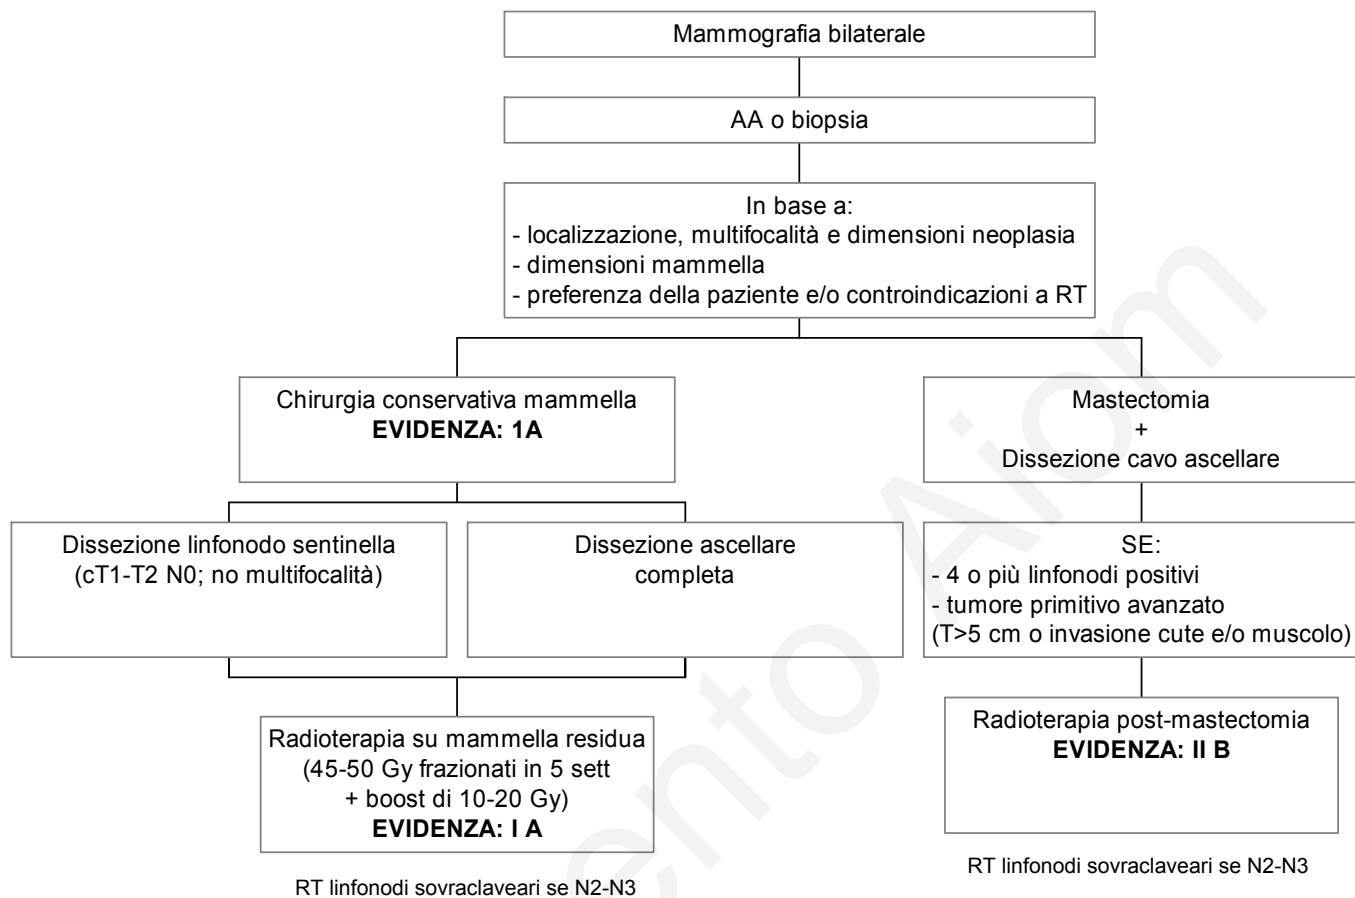 Mammografia bilaterale
AA o biopsia
In base a:
- localizzazione, multifocalità e dimensioni neoplasia
- dimensioni mammella
- preferenza della paziente e/o controindicazioni a RT
Chirurgia conservativa mammella
EVIDENZA: 1A
Mastectomia
+
Dissezione cavo ascellare
Dissezione linfonodo sentinella
(cT1-T2 N0; no multifocalità)
Dissezione ascellare
completa
SE:
- 4 o più linfonodi positivi
- tumore primitivo avanzato
(T>5 cm o invasione cute e/o muscolo)
Radioterapia su mammella residua
(45-50 Gy frazionati in 5 sett
+ boost di 10-20 Gy)
EVIDENZA: I A
Radioterapia post-mastectomia
EVIDENZA: II B
RT linfonodi sovraclaveari se N2-N3
RT linfonodi sovraclaveari se N2-N3
ento Aiom